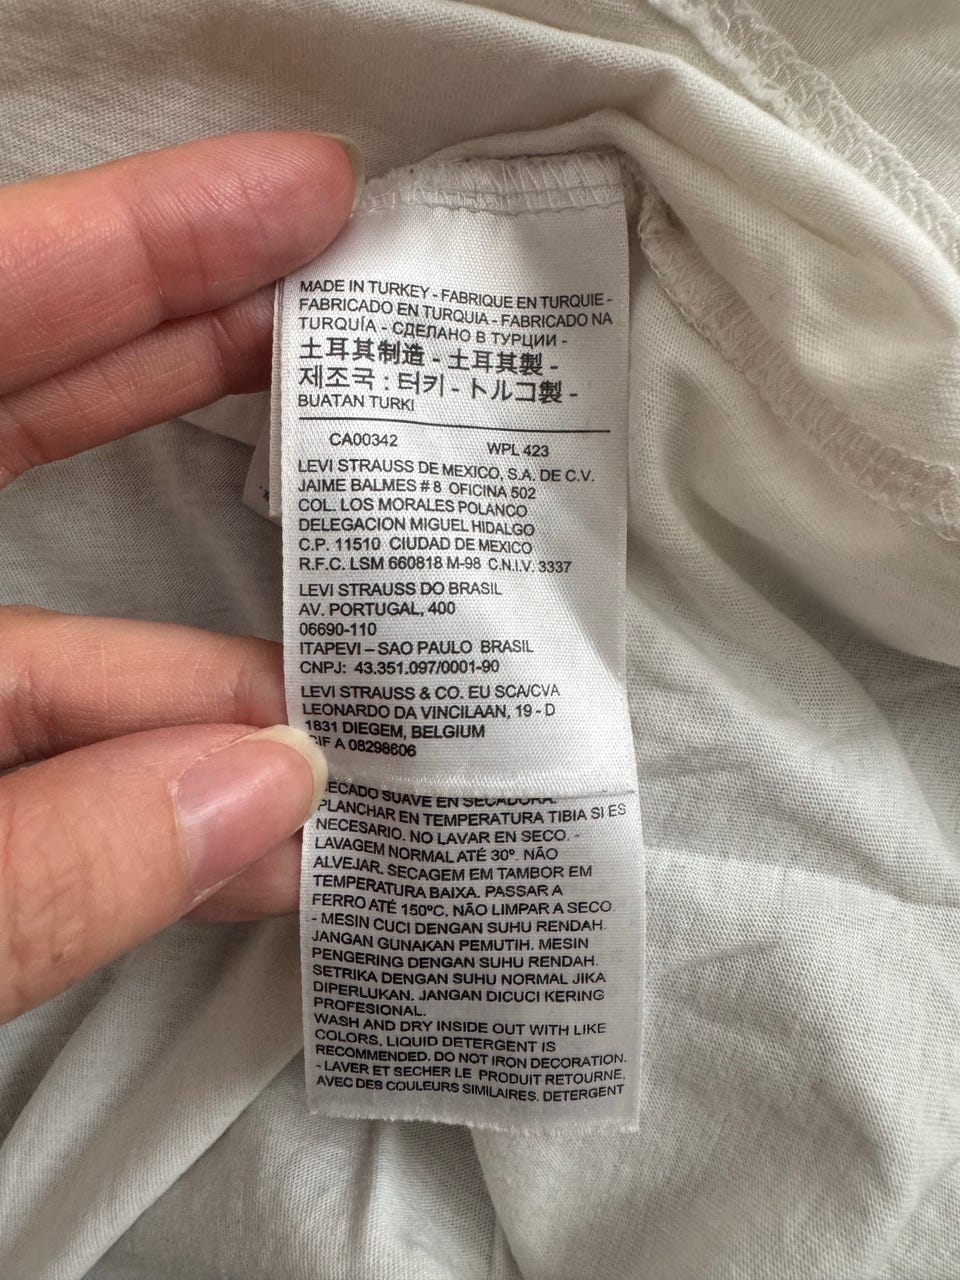 MADE IN TURKEY - FABRIQUE EN TURQUIE -
FABRICADO EN TURQUIA - FABRICADO NA
TURQUÍA - СДЕЛАНО В ТУРЦИИ -
土耳其制造 - 土耳其製 -
제조국 : 터키 - トルコ製 -
BUATAN TURKI
CA00342 WPL 423
LEVI STRAUSS DE MEXICO, S.A. DE C.V.
JAIME BALMES # 8 OFICINA 502
COL. LOS MORALES POLANCO
DELEGACION MIGUEL HIDALGO
C.P. 11510 CIUDAD DE MEXICO
R.F.C. LSM 660818 M-98 C.N.I.V. 3337
LEVI STRAUSS DO BRASIL
AV. PORTUGAL, 400
06690-110
ITAPEVI – SAO PAULO BRASIL
CNPJ: 43.351.097/0001-90
LEVI STRAUSS & CO. EU SCA/CVA
LEONARDO DA VINCILAAN, 19 - D
1831 DIEGEM, BELGIUM
CIF A 08298606
SECADO SUAVE EN SECADORA.
PLANCHAR EN TEMPERATURA TIBIA SI ES
NECESARIO. NO LAVAR EN SECO. -
LAVAGEM NORMAL ATÉ 30°. NÃO
ALVEJAR. SECAGEM EM TAMBOR EM
TEMPERATURA BAIXA. PASSAR A
FERRO ATÉ 150°C. NÃO LIMPAR A SECO.
- MESIN CUCI DENGAN SUHU RENDAH.
JANGAN GUNAKAN PEMUTIH. MESIN
PENGERING DENGAN SUHU RENDAH.
SETRIKA DENGAN SUHU NORMAL JIKA
DIPERLUKAN. JANGAN DICUCI KERING
PROFESIONAL.
WASH AND DRY INSIDE OUT WITH LIKE
COLORS. LIQUID DETERGENT IS
RECOMMENDED. DO NOT IRON DECORATION.
- LAVER ET SECHER LE PRODUIT RETOURNE,
AVEC DES COULEURS SIMILAIRES. DETERGENT